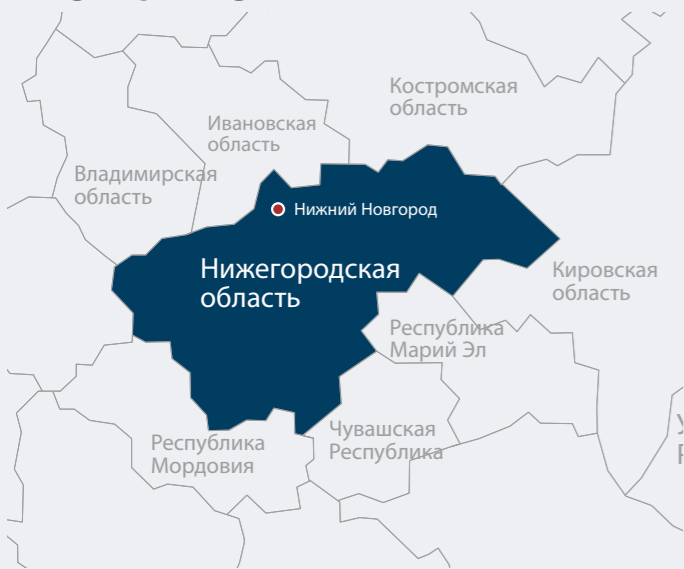 Костромская
область
Ивановская
область
Владимирская
область
Нижний Новгород
Нижегородская
область
Кировская
область
Республика
Марий Эл
Чувашская
Республика
Республика
Мордовия